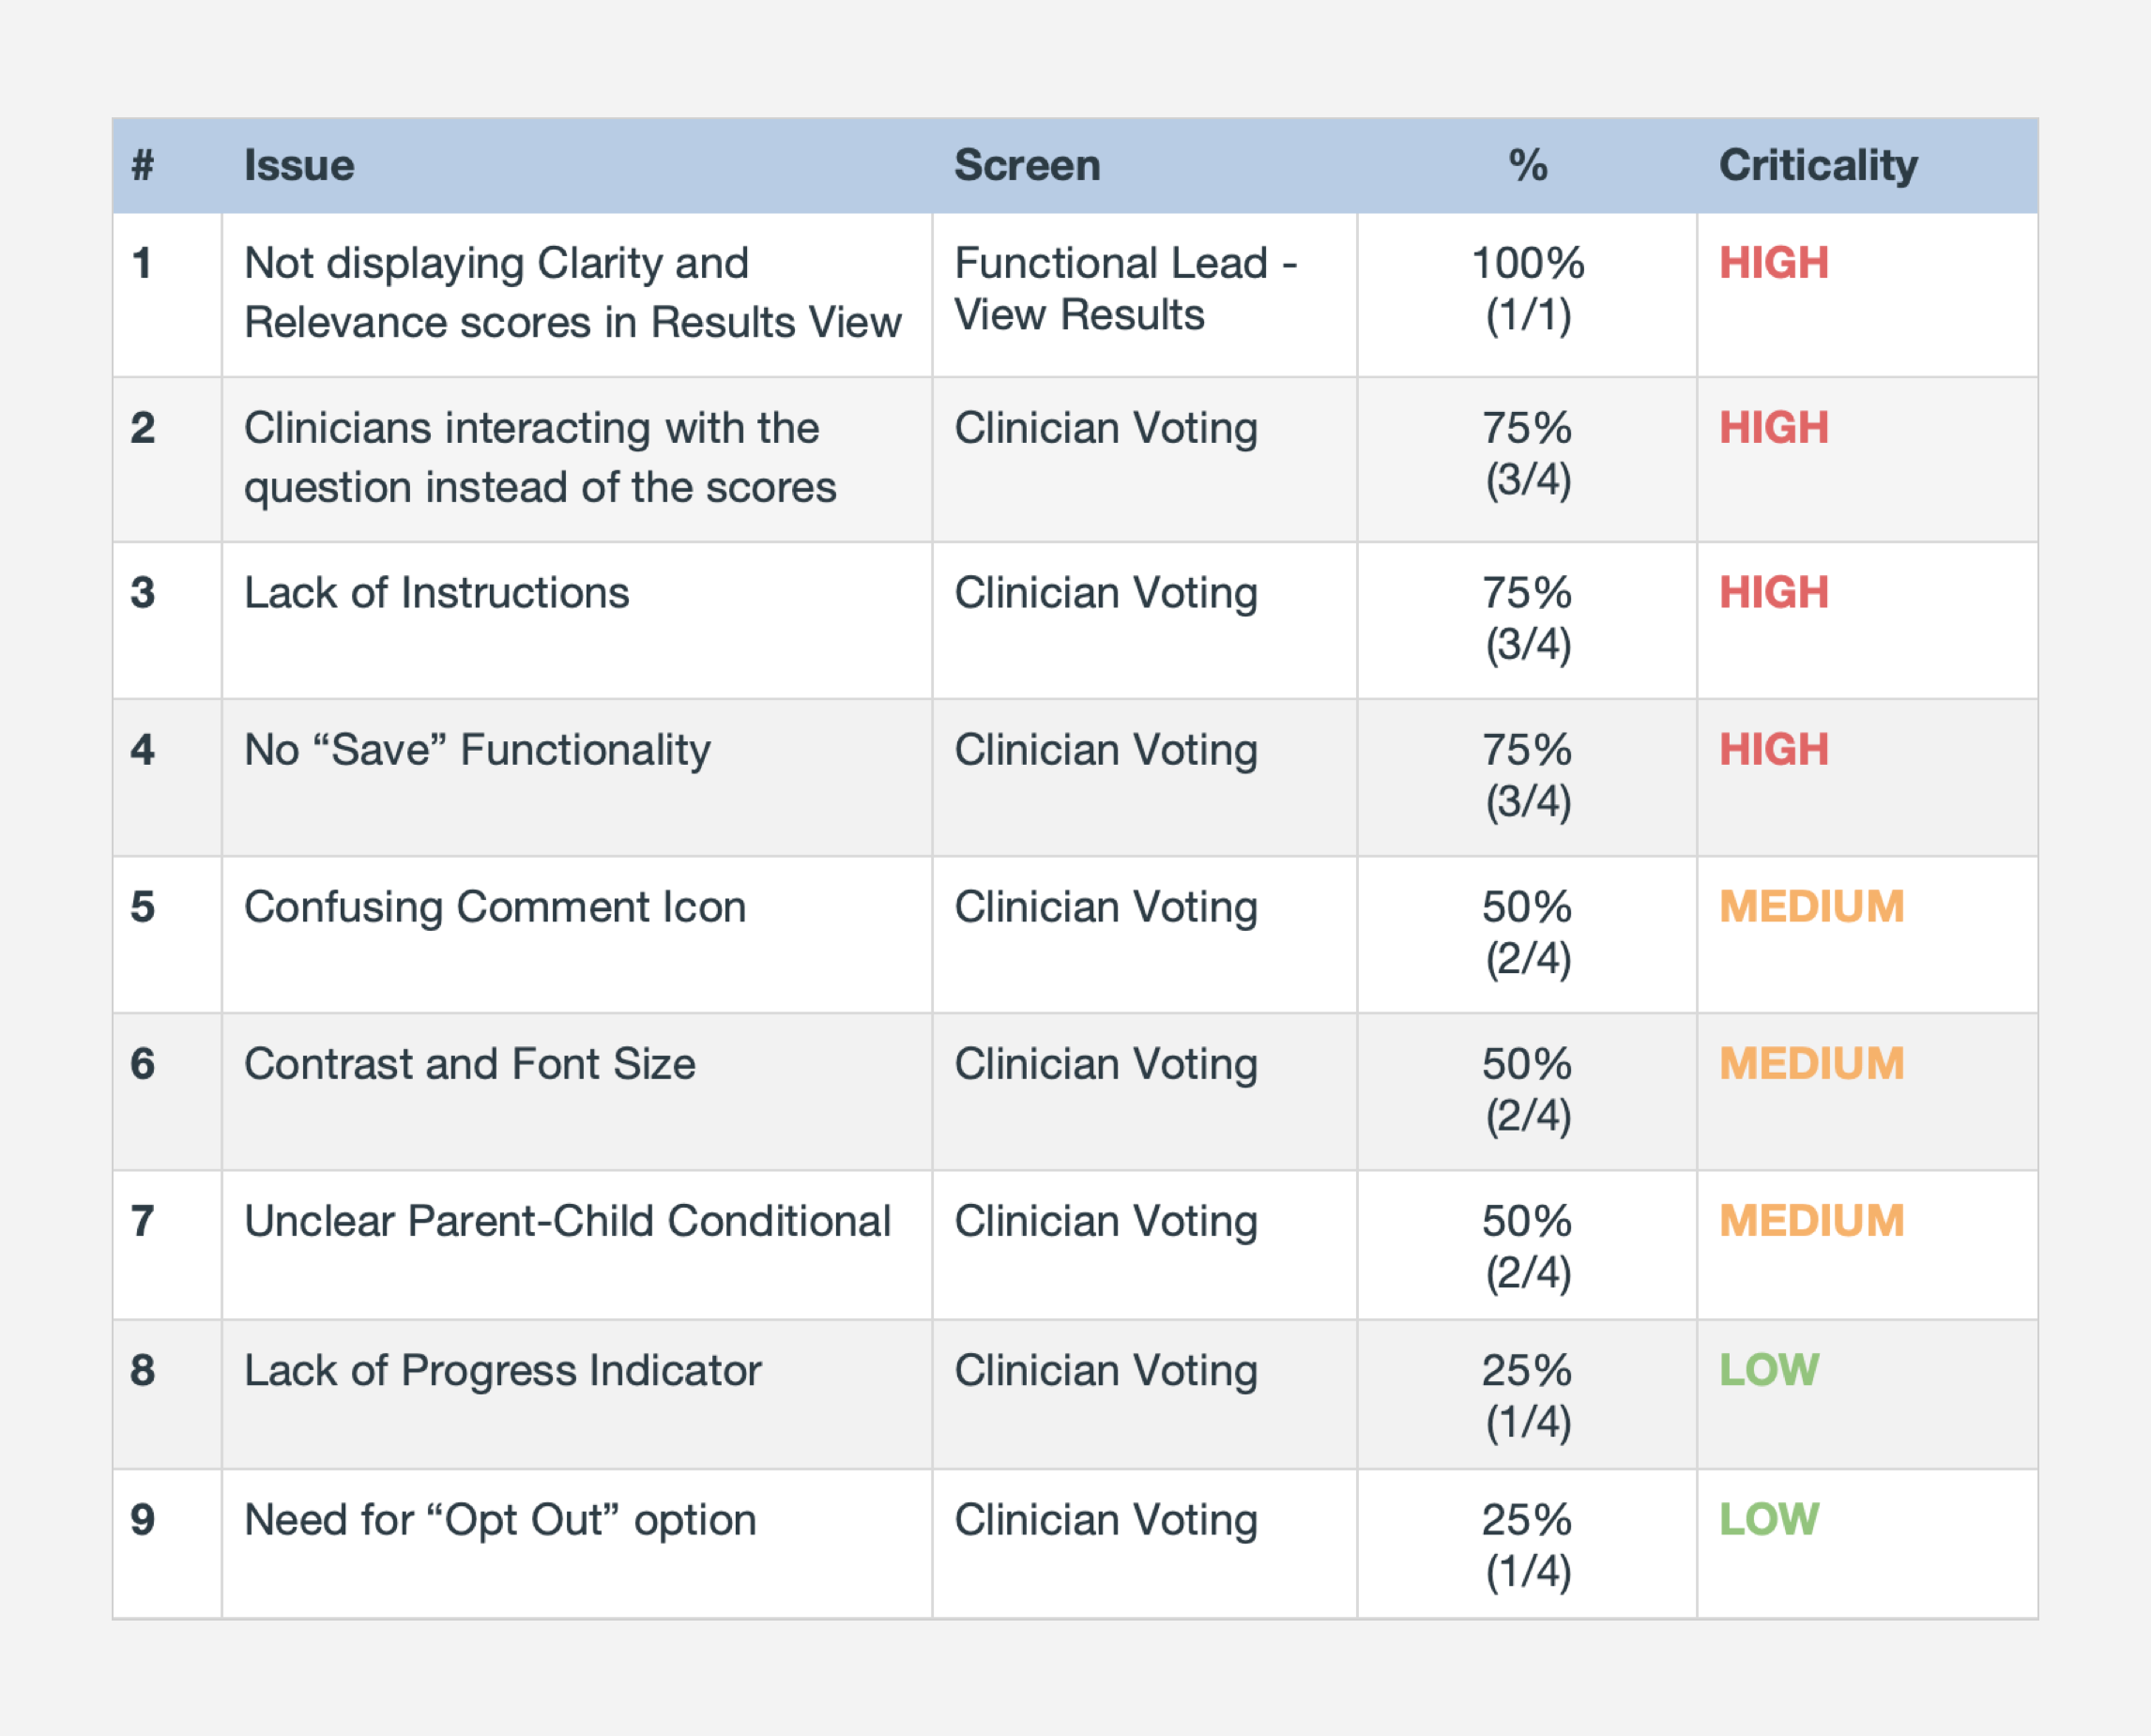 # Issue Screen % Criticality
1 Not displaying Clarity and Functional Lead - 100% HIGH
Relevance scores in Results View View Results (1/1)
2 Clinicians interacting with the Clinician Voting 75% HIGH
question instead of the scores (3/4)
3 Lack of Instructions Clinician Voting 75% HIGH
(3/4)
4 No “Save” Functionality Clinician Voting 75% HIGH
(3/4)
5 Confusing Comment Icon Clinician Voting 50% MEDIUM
(2/4)
6 Contrast and Font Size Clinician Voting 50% MEDIUM
(2/4)
7 Unclear Parent-Child Conditional Clinician Voting 50% MEDIUM
(2/4)
8 Lack of Progress Indicator Clinician Voting 25% LOW
(1/4)
9 Need for “Opt Out” option Clinician Voting 25% LOW
(1/4)